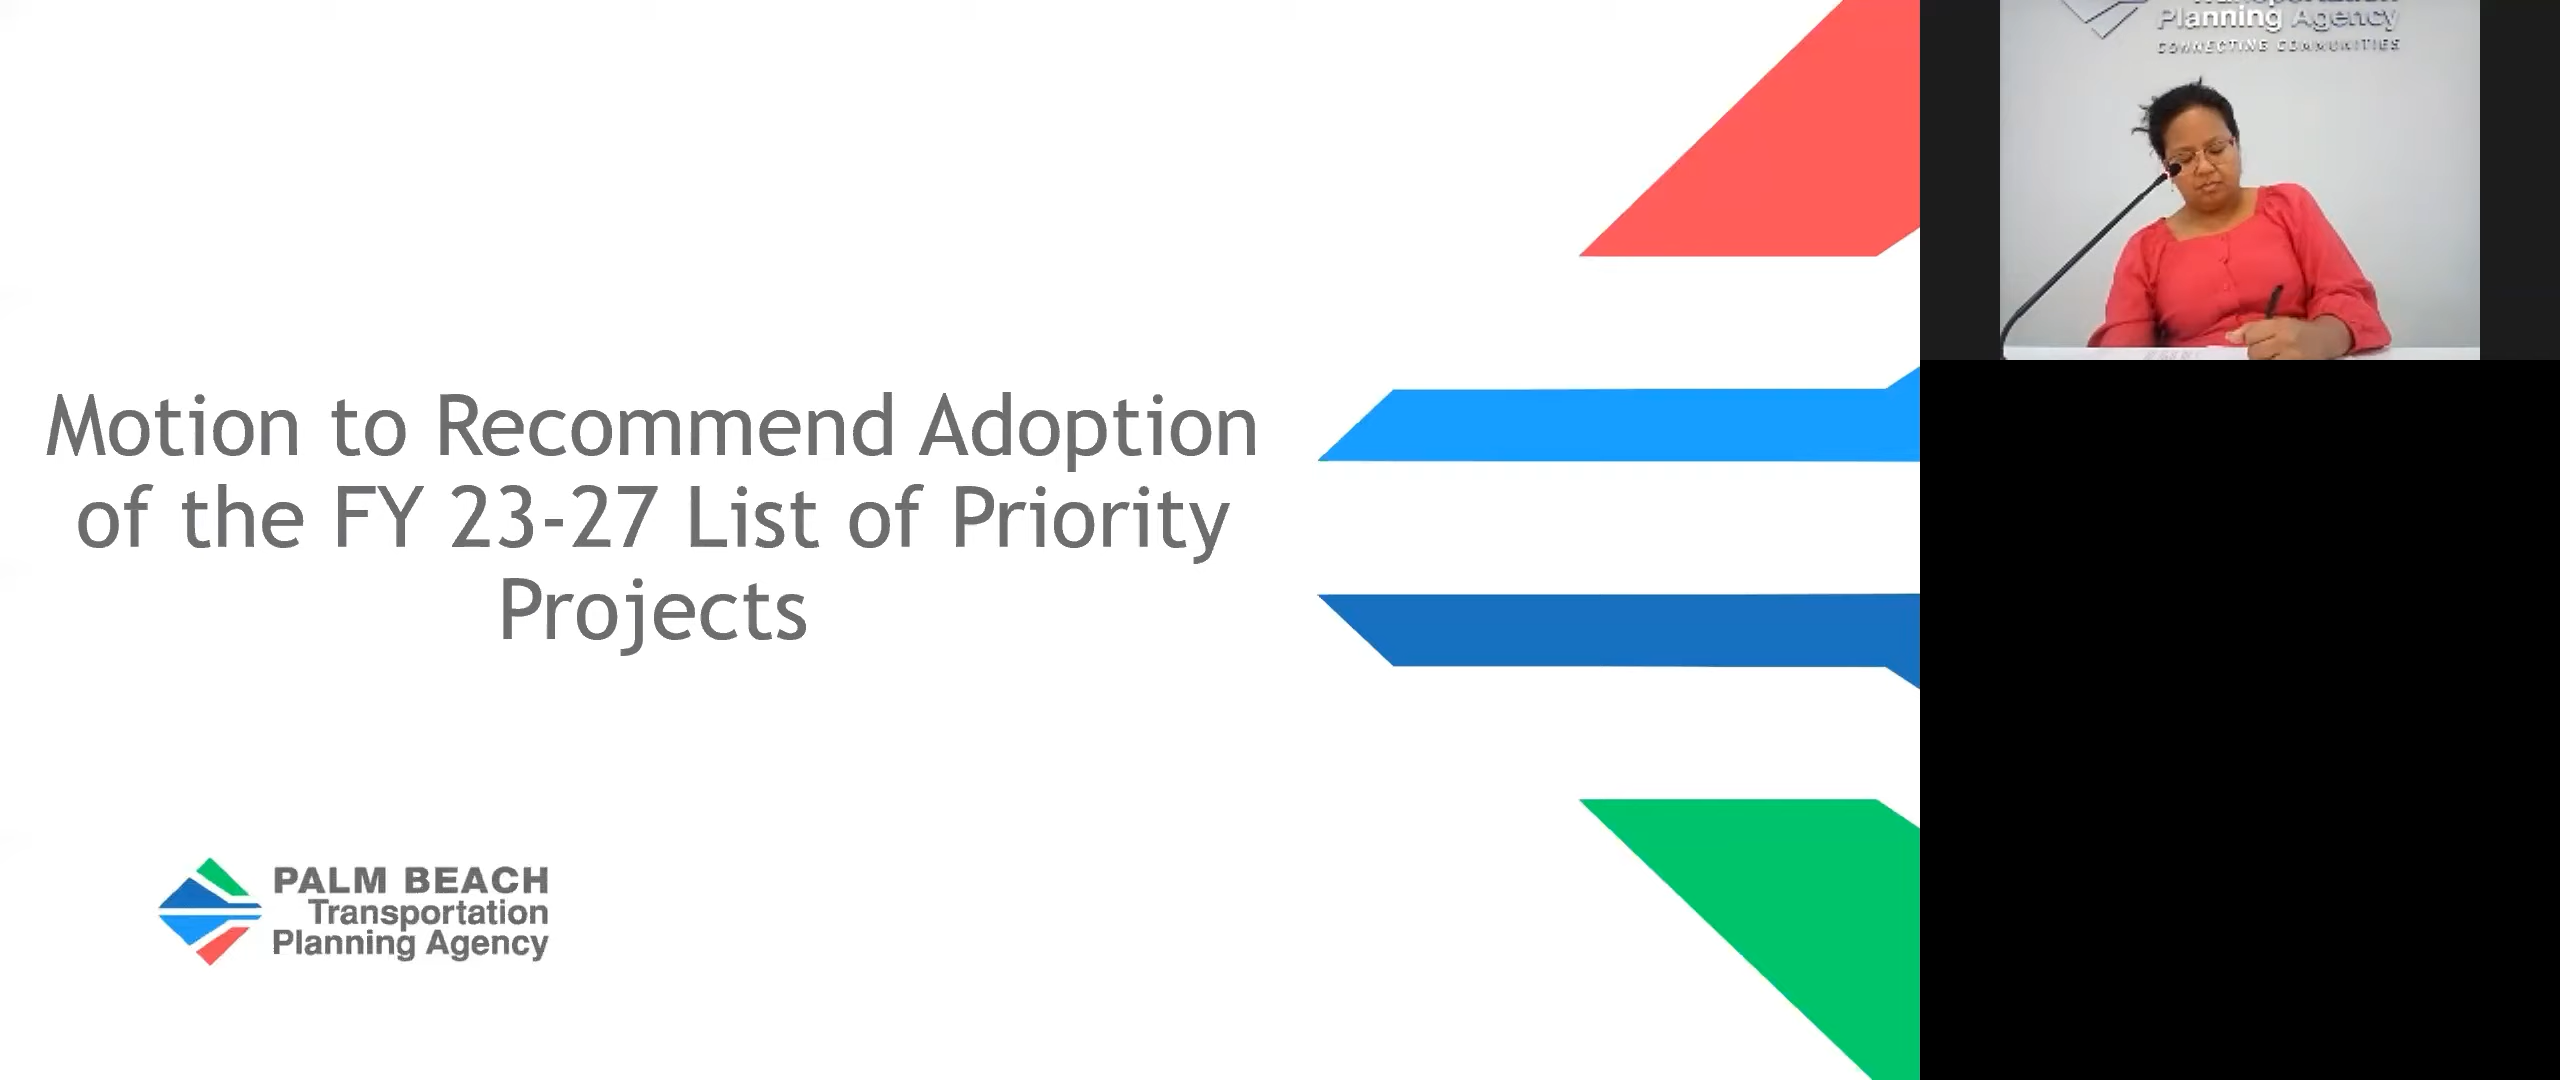 Motion to Recommend Adoption
of the FY 23-27 List of Priority
Projects
PALM BEACH
Transportation
Planning Agency
Transportation
Planning Agency
CONNECTING COMMUNITIES